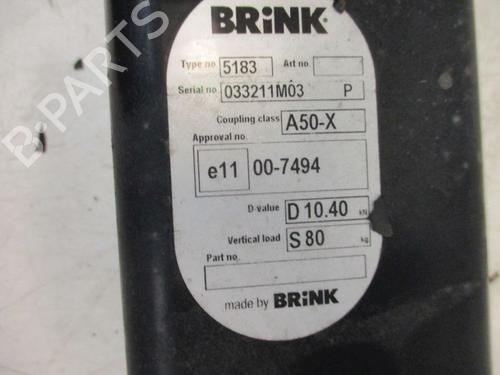 BRiNK
Type no 5183 Art no.
Serial no 033211M03 P
Coupling class A50-X
Approval no.
e11 00-7494
D-value D 10.40 kN
Vertical load S 80 kg
Part no.
made by BRiNK
B-PARTS